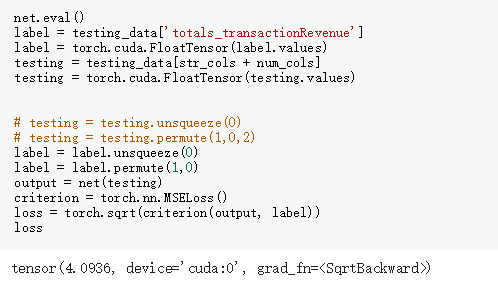 net.eval()
label = testing_data['totals_transactionRevenue']
label = torch.cuda.FloatTensor(label.values)
testing = testing_data[str_cols + num_cols]
testing = torch.cuda.FloatTensor(testing.values)
# testing = testing.unsqueeze(0)
# testing = testing.permute(1,0,2)
label = label.unsqueeze(0)
label = label.permute(1,0)
output = net(testing)
criterion = torch.nn.MSELoss()
loss = torch.sqrt(criterion(output, label))
loss
tensor(4.0936, device='cuda:0', grad_fn=<SqrtBackward>)